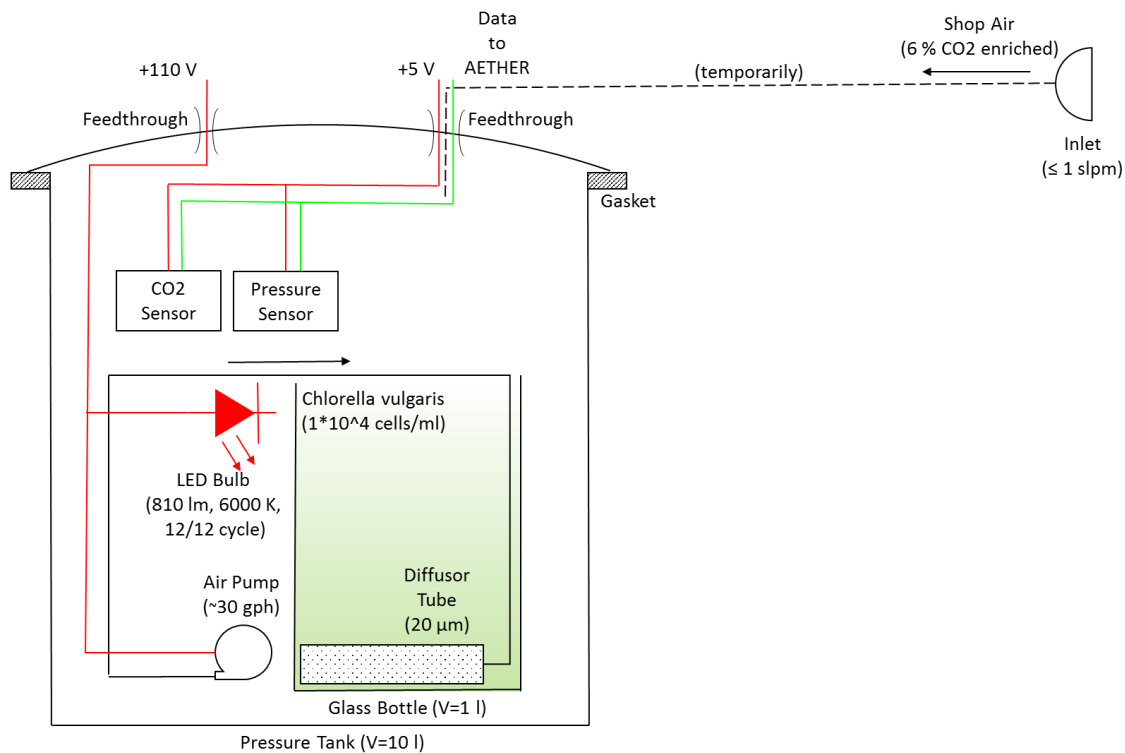 Data
to
AETHER
Shop Air
(6 % CO2 enriched)
+110 V
+5 V
(temporarily)
Feedthrough
Feedthrough
Inlet
(≤ 1 slpm)
Gasket
CO2
Sensor
Pressure
Sensor
Chlorella vulgaris
(1*10^4 cells/ml)
LED Bulb
(810 lm, 6000 K,
12/12 cycle)
Air Pump
(~30 gph)
Diffusor
Tube
(20 µm)
Glass Bottle (V=1 l)
Pressure Tank (V=10 l)